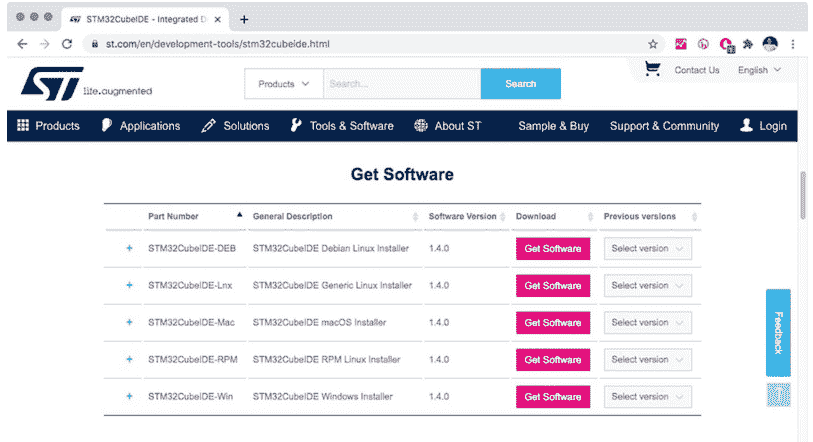 STM32CubeIDE - Integrated D
st.com/en/development-tools/stm32cubeide.html
ST life.augmented
Products Search... Search Contact Us English
Products Applications Solutions Tools & Software About ST Sample & Buy Support & Community Login
Get Software
Part Number General Description Software Version Download Previous versions
+ STM32CubeIDE-DEB STM32CubeIDE Debian Linux Installer 1.4.0 Get Software Select version
+ STM32CubeIDE-Lnx STM32CubeIDE Generic Linux Installer 1.4.0 Get Software Select version
+ STM32CubeIDE-Mac STM32CubeIDE macOS Installer 1.4.0 Get Software Select version
+ STM32CubeIDE-RPM STM32CubeIDE RPM Linux Installer 1.4.0 Get Software Select version
+ STM32CubeIDE-Win STM32CubeIDE Windows Installer 1.4.0 Get Software Select version
Feedback